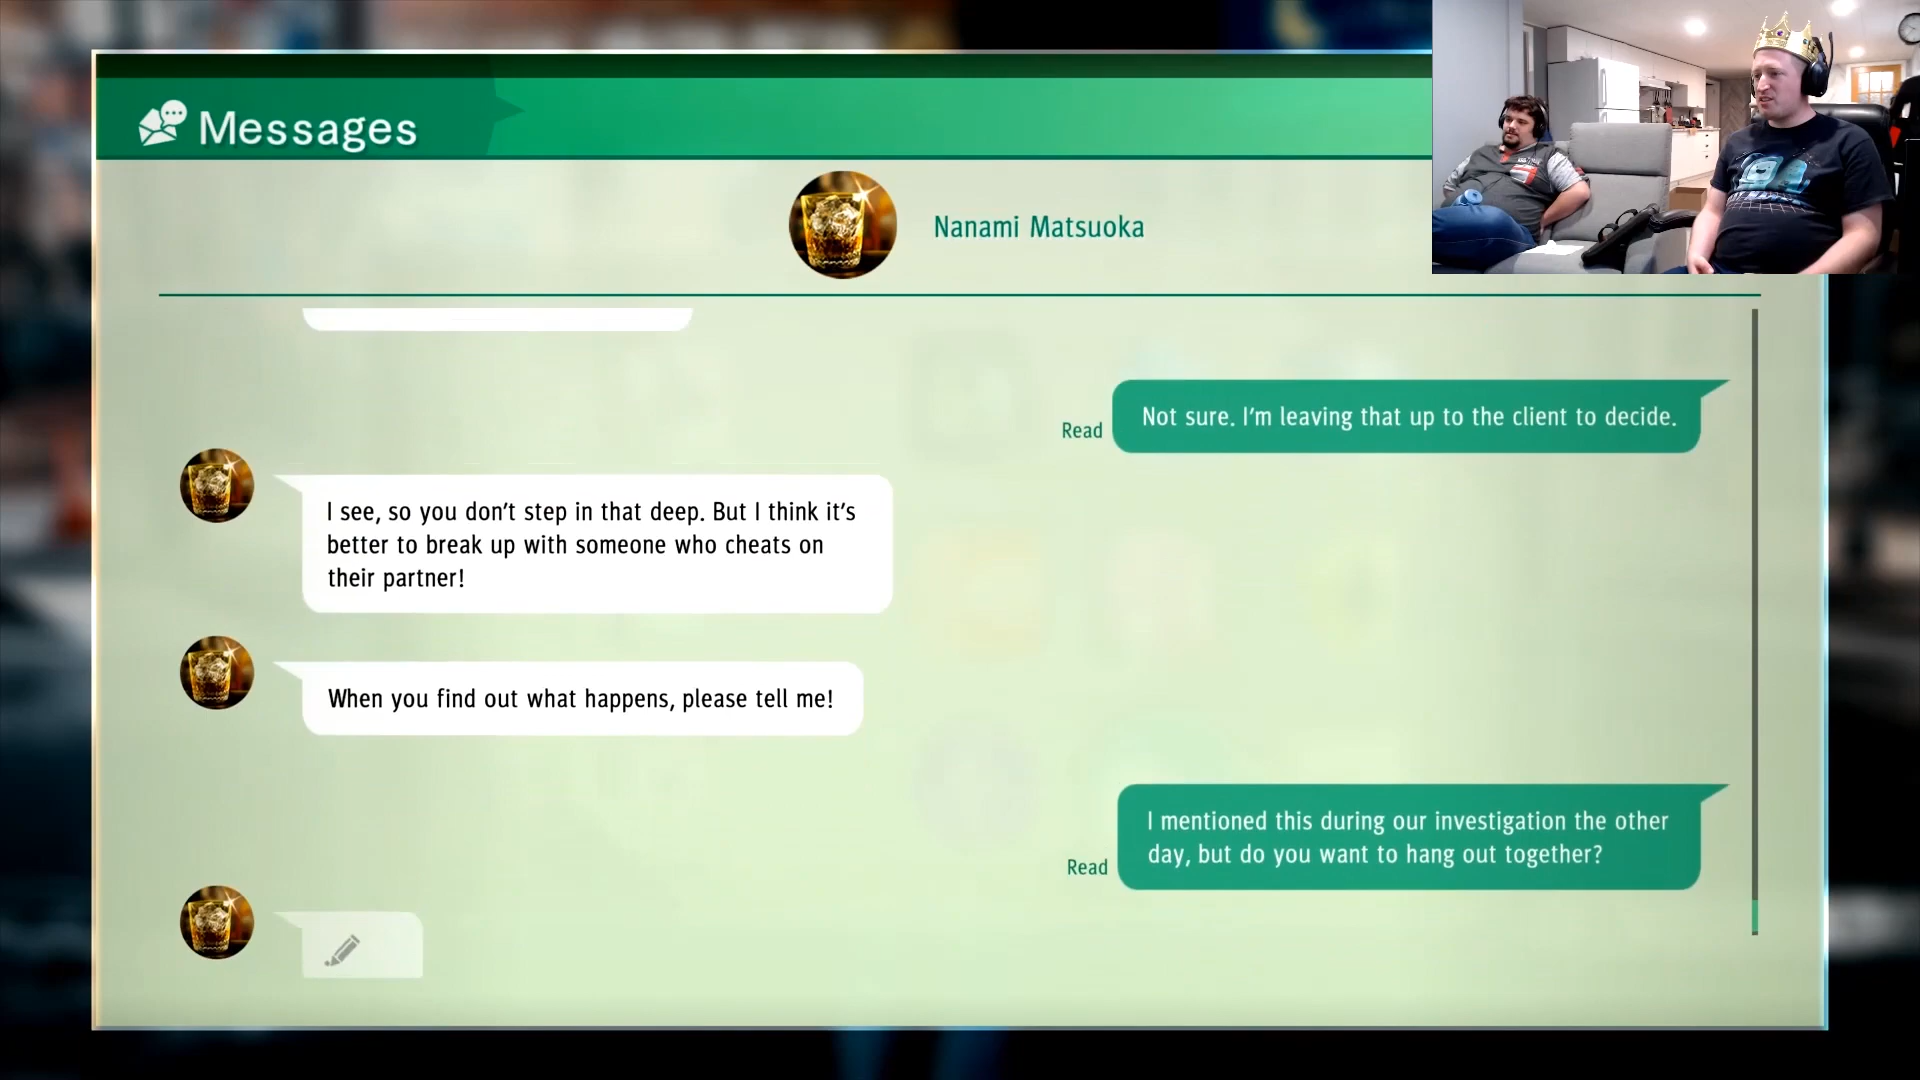 Messages
Nanami Matsuoka
Not sure. I'm leaving that up to the client to decide.
Read
I see, so you don't step in that deep. But I think it's
better to break up with someone who cheats on
their partner!
When you find out what happens, please tell me!
I mentioned this during our investigation the other
day, but do you want to hang out together?
Read